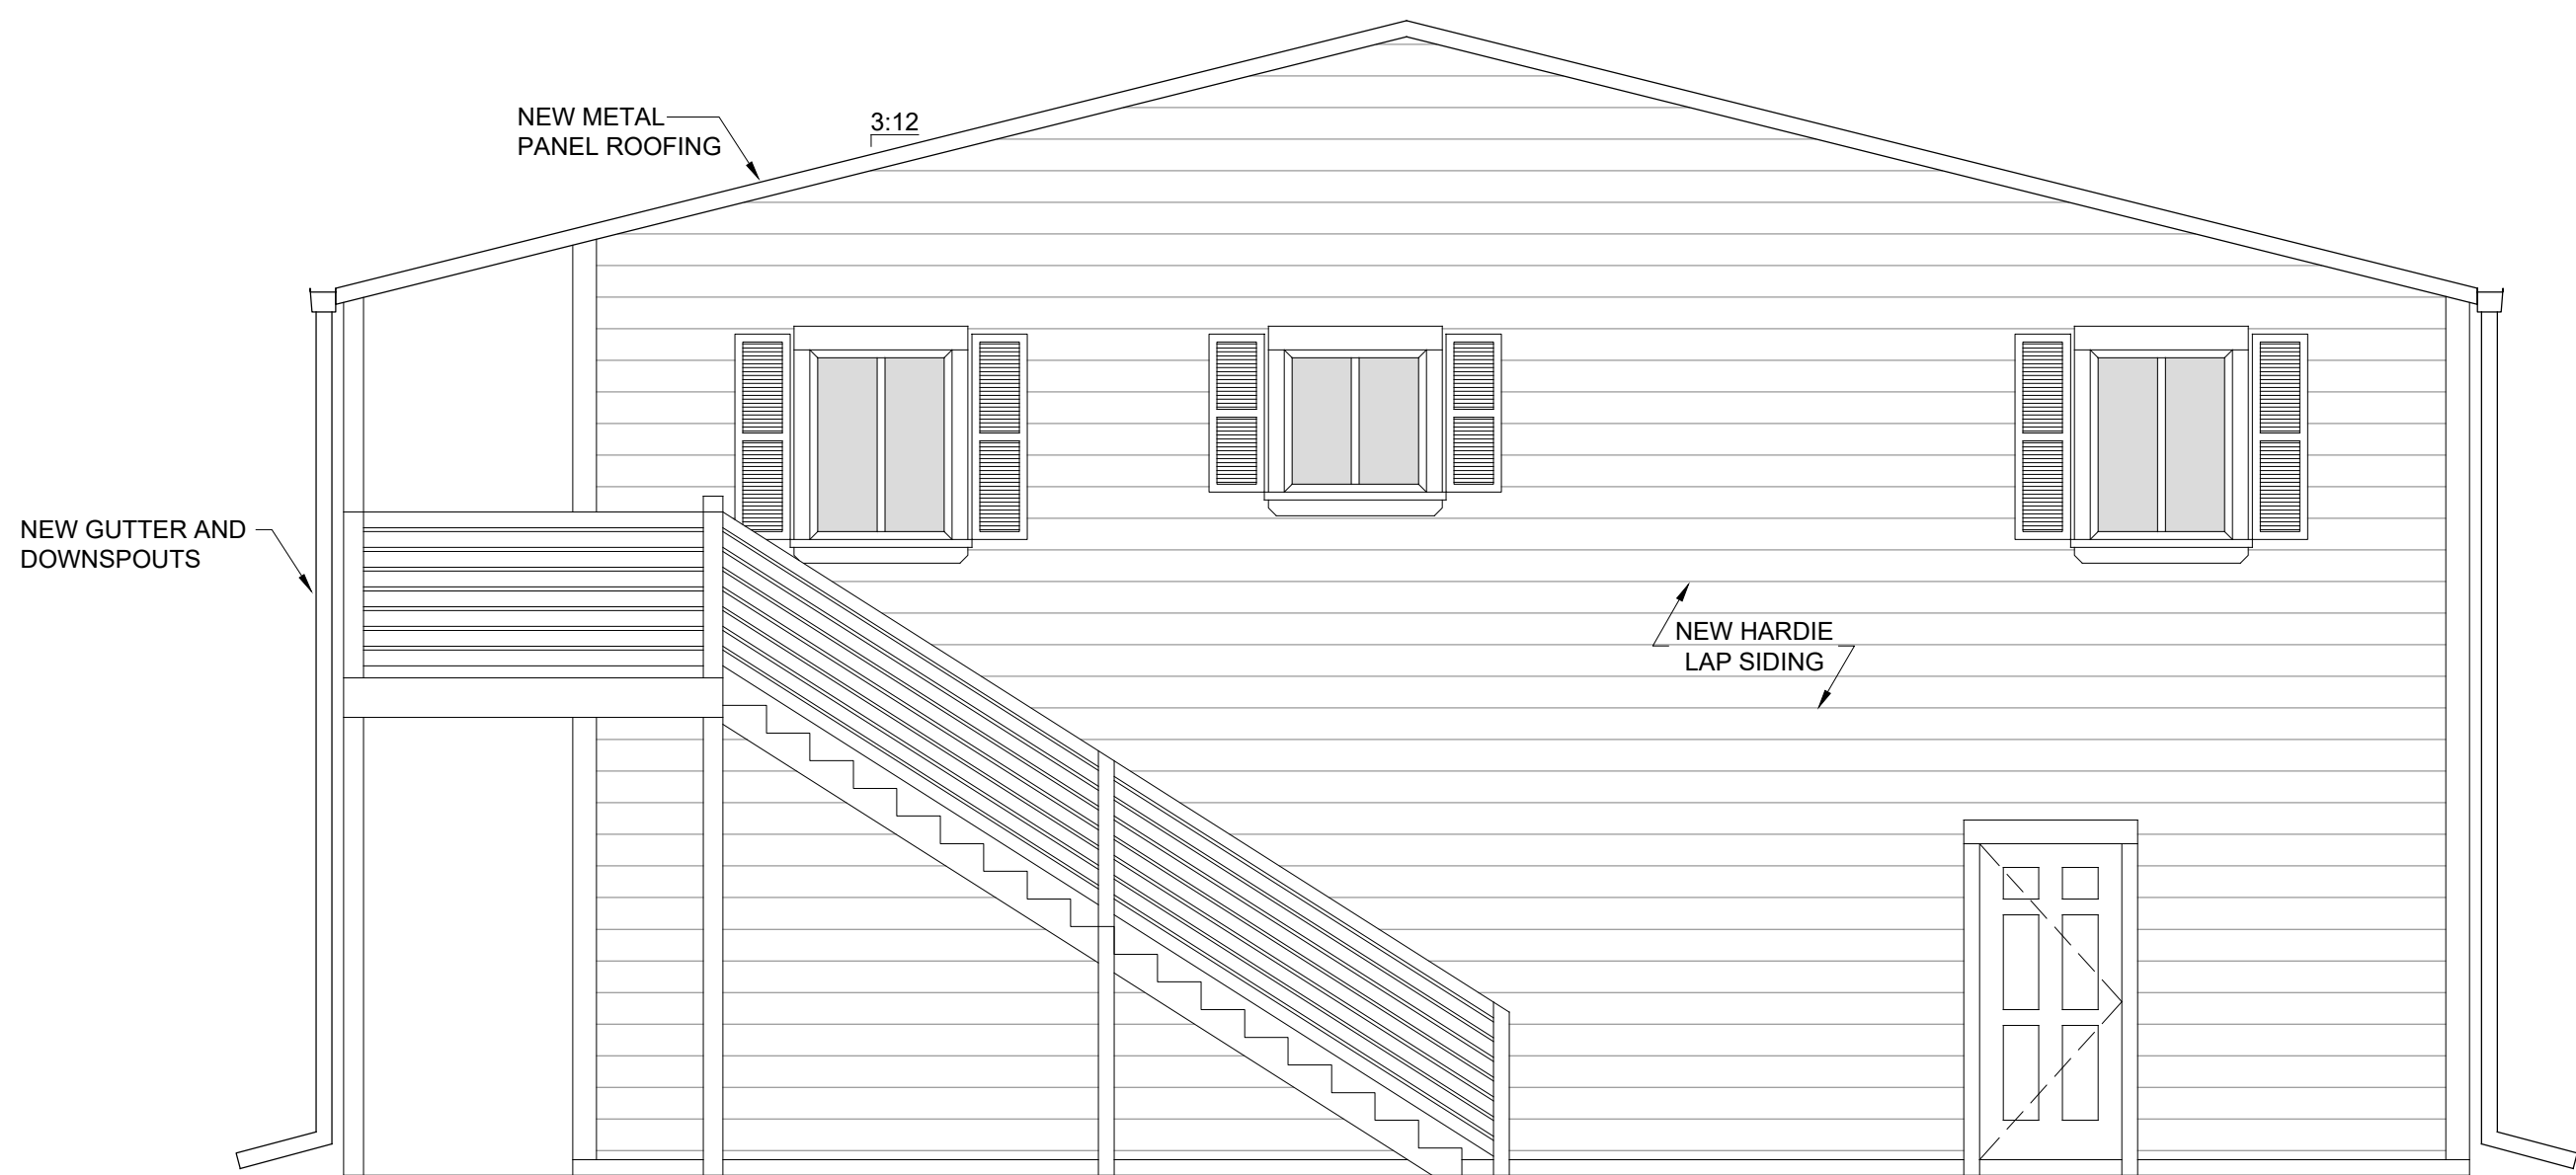 NEW METAL
PANEL ROOFING
3:12
NEW GUTTER AND
DOWNSPOUTS
NEW HARDIE
LAP SIDING